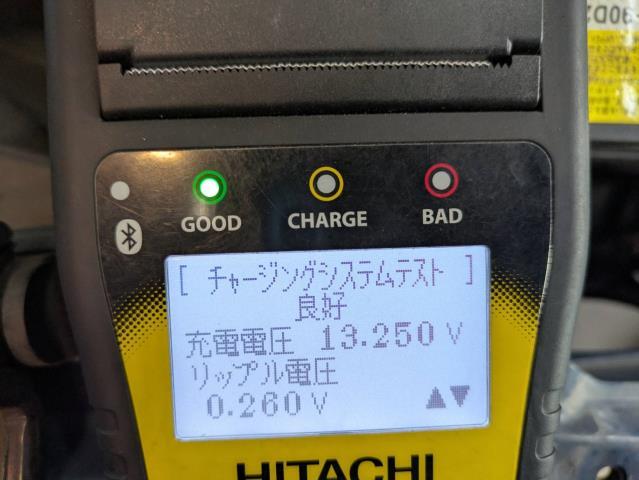 90D2
GOOD
CHARGE
BAD
[ チャージングシステムテスト ]
良好
充電電圧 13.250 V
リップル電圧
0.260 V ▲▼
HITACHI